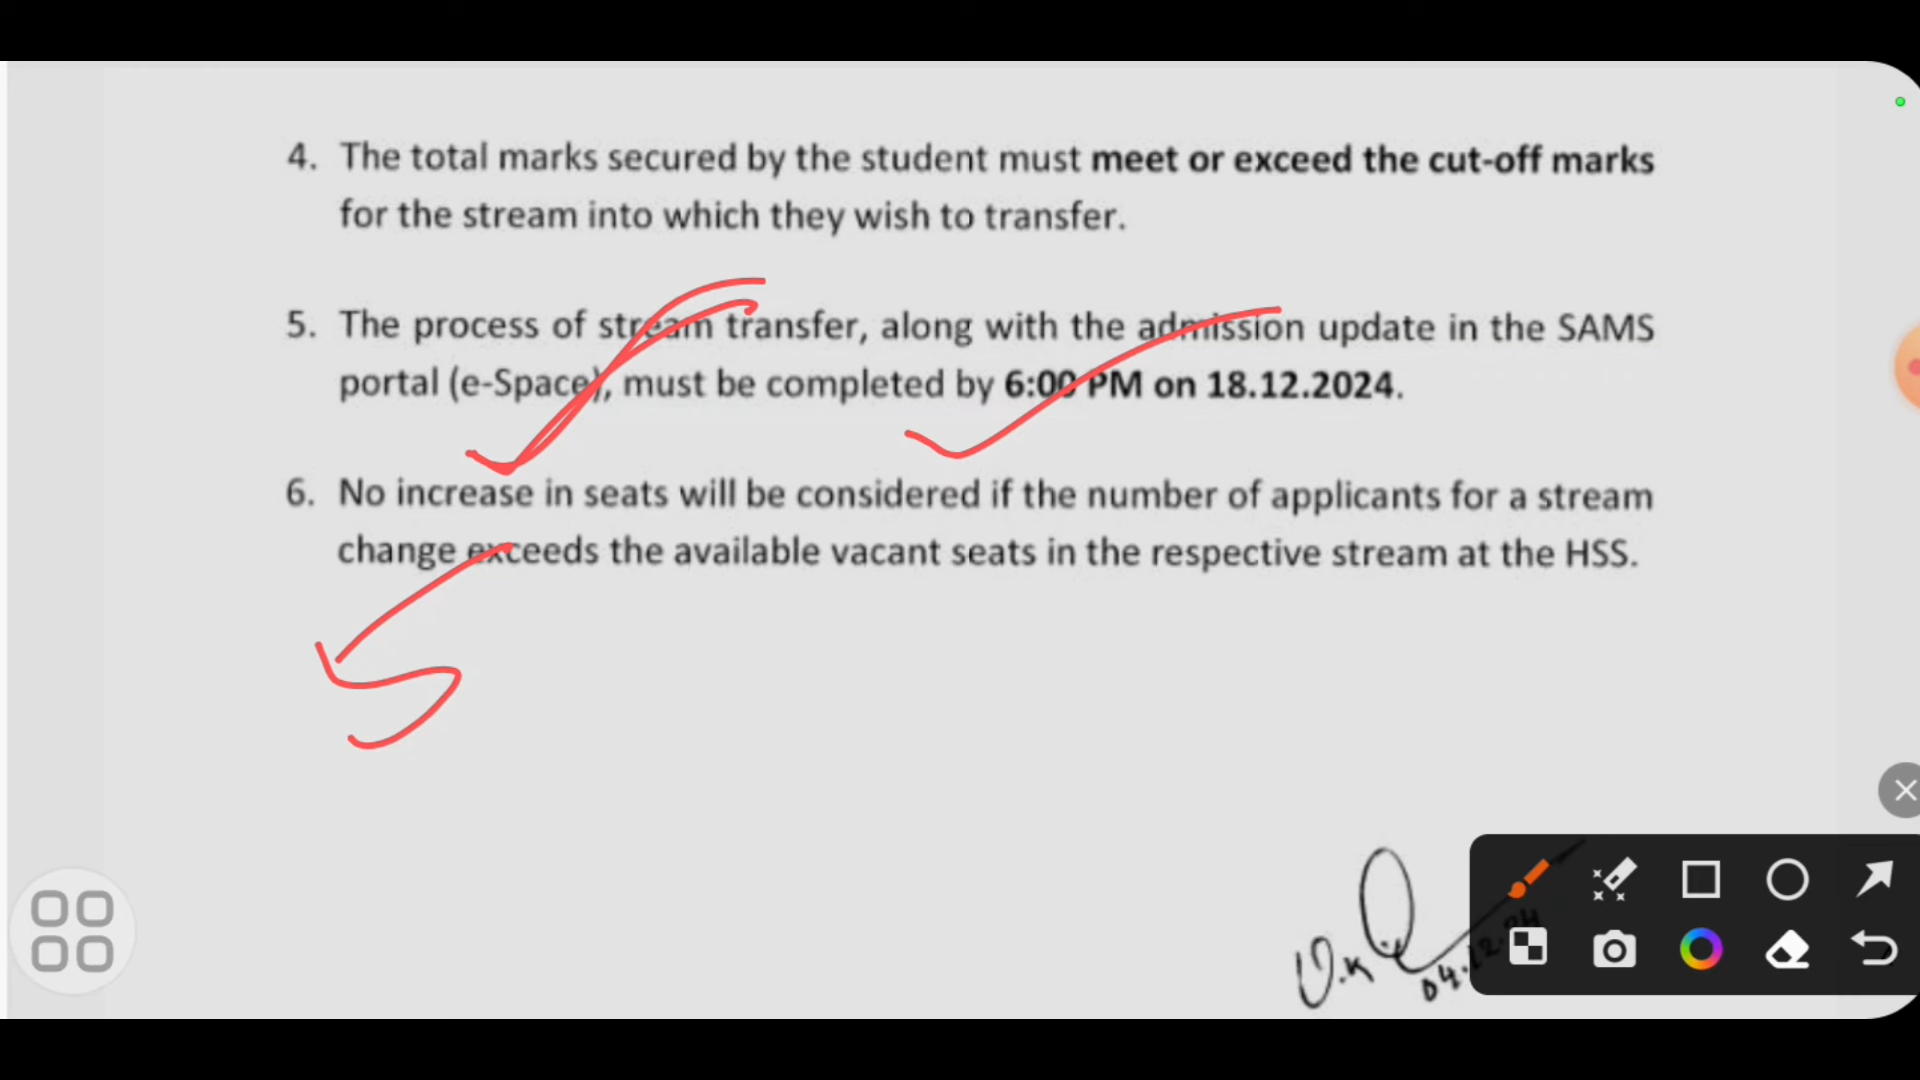 4. The total marks secured by the student must meet or exceed the cut-off marks
for the stream into which they wish to transfer.
5. The process of stream transfer, along with the admission update in the SAMS
portal (e-Space), must be completed by 6:00 PM on 18.12.2024.
6. No increase in seats will be considered if the number of applicants for a stream
change exceeds the available vacant seats in the respective stream at the HSS.
04.12.24